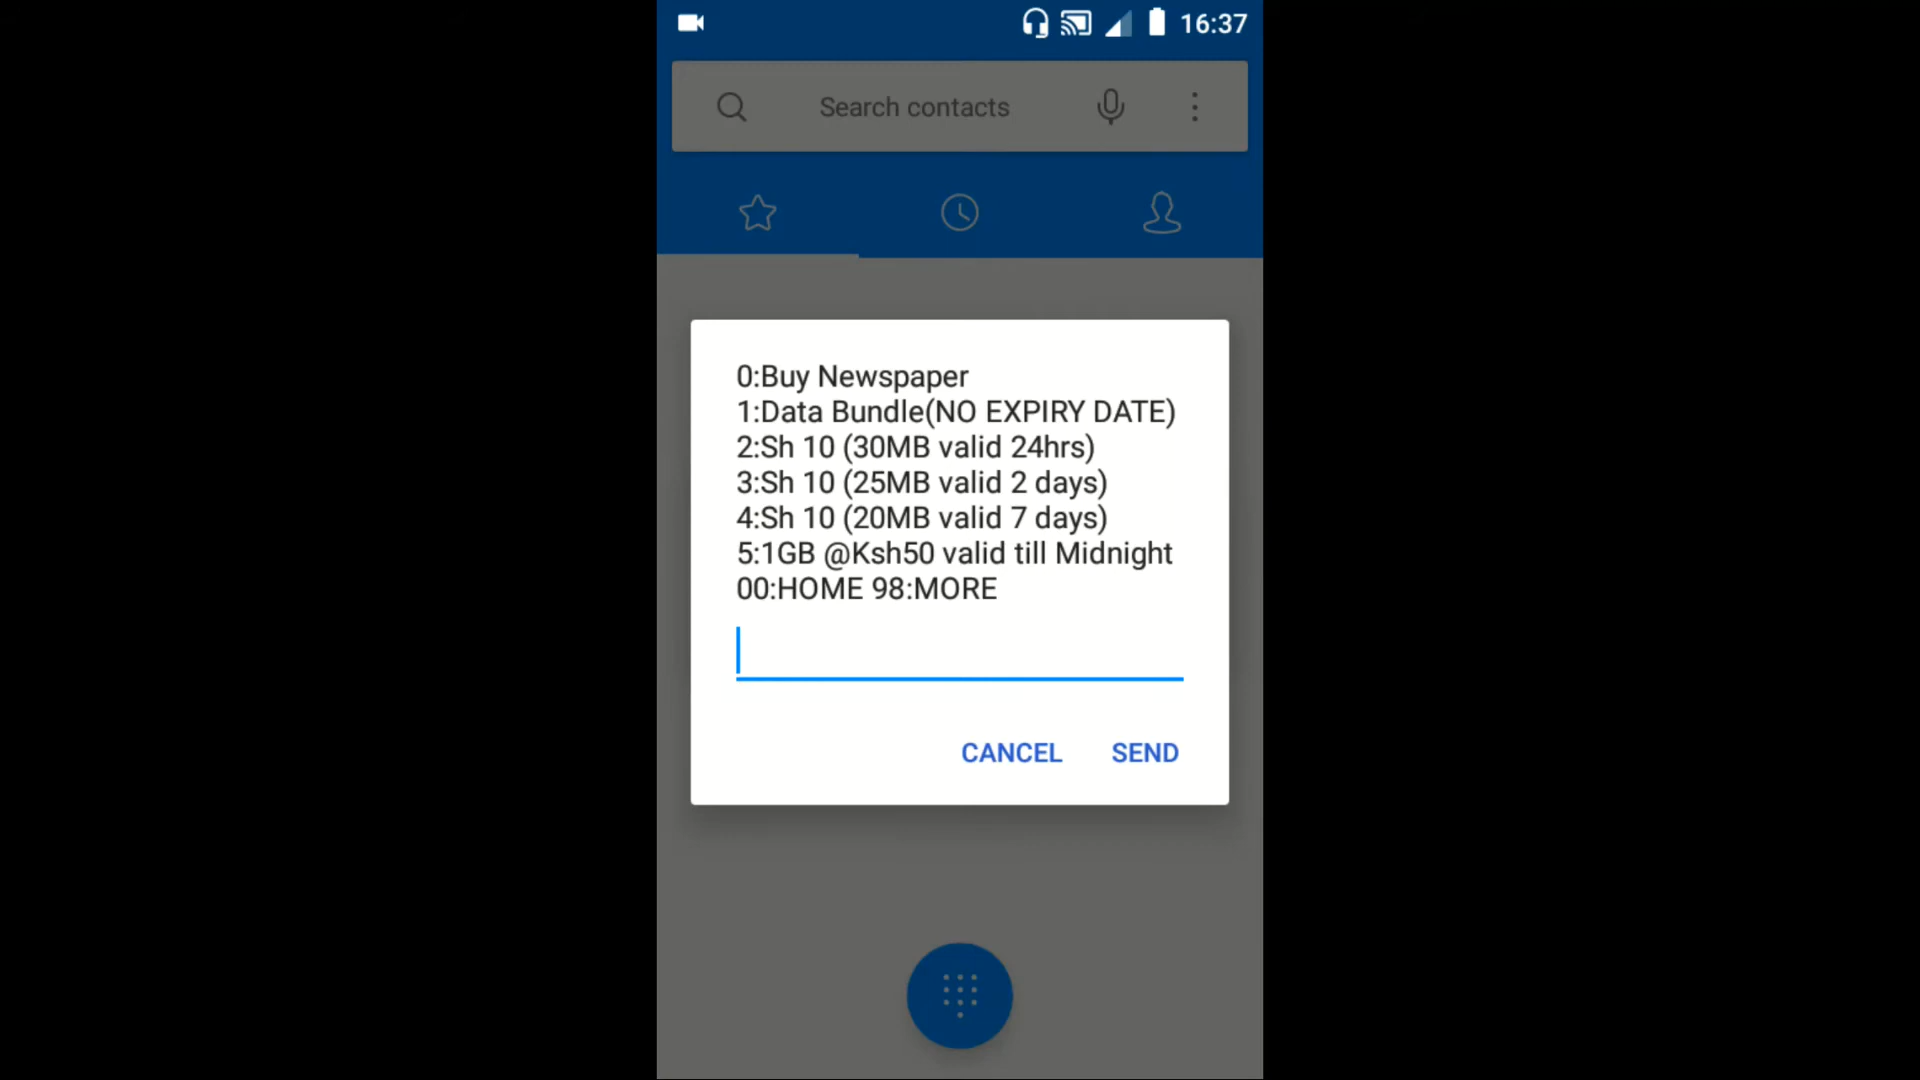 16:37
Search contacts
0:Buy Newspaper
1:Data Bundle(NO EXPIRY DATE)
2:Sh 10 (30MB valid 24hrs)
3:Sh 10 (25MB valid 2 days)
4:Sh 10 (20MB valid 7 days)
5:1GB @Ksh50 valid till Midnight
00:HOME 98:MORE
CANCEL SEND